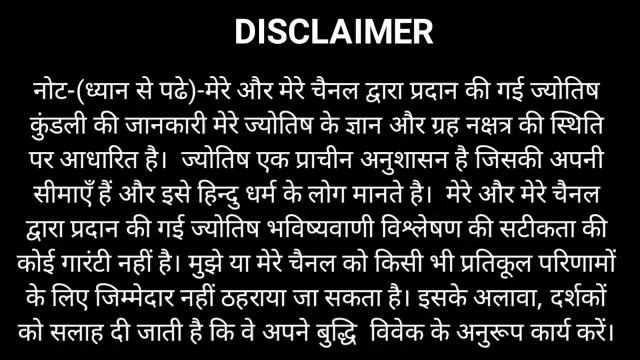 DISCLAIMER
नोट-(ध्यान से पढे)-मेरे और मेरे चैनल द्वारा प्रदान की गई ज्योतिष
कुंडली की जानकारी मेरे ज्योतिष के ज्ञान और ग्रह नक्षत्र की स्थिति
पर आधारित है।  ज्योतिष एक प्राचीन अनुशासन है जिसकी अपनी
सीमाएँ हैं और इसे हिन्दु धर्म के लोग मानते है।  मेरे और मेरे चैनल
द्वारा प्रदान की गई ज्योतिष भविष्यवाणी विश्लेषण की सटीकता की
कोई गारंटी नहीं है। मुझे या मेरे चैनल को किसी भी प्रतिकूल परिणामों
के लिए जिम्मेदार नहीं ठहराया जा सकता है। इसके अलावा, दर्शकों
को सलाह दी जाती है कि वे अपने बुद्धि  विवेक के अनुरूप कार्य करें।